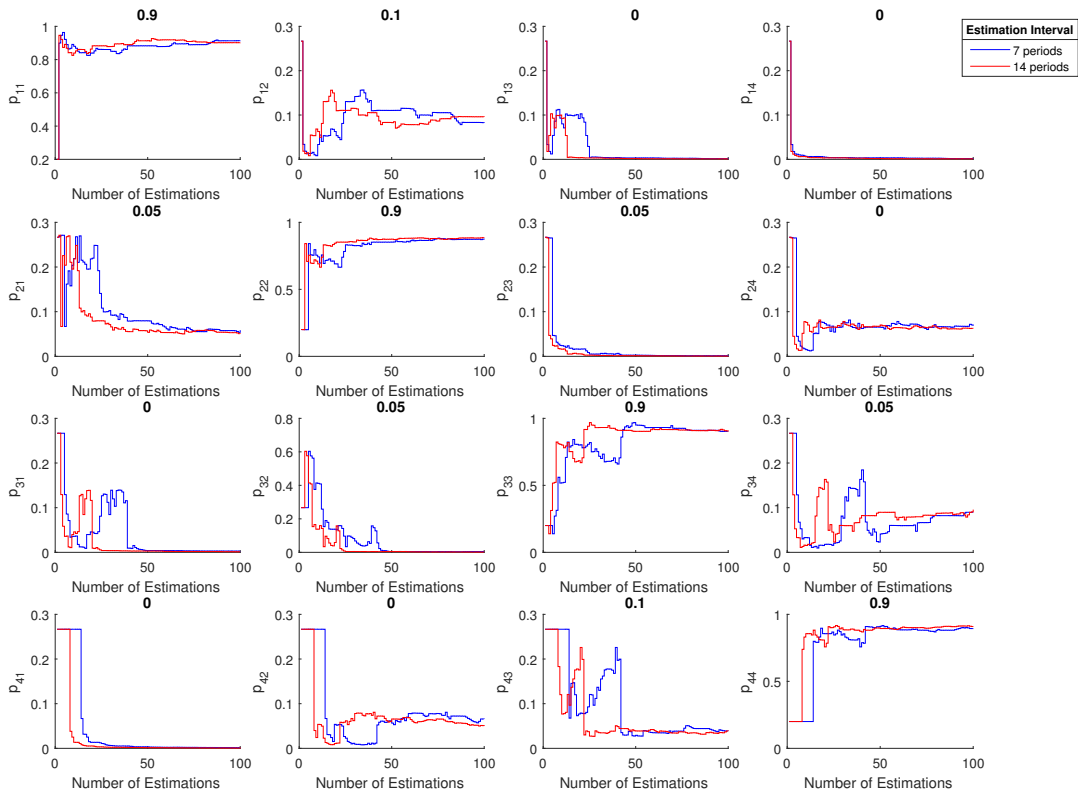 0.9 0.1 0 0
Estimation Interval
7 periods
14 periods
1 0.8 0.6 0.4 0.2 p11 0 50 100 Number of Estimations
0.3 0.2 0.1 0 p12 0 50 100 Number of Estimations
0.3 0.2 0.1 0 p13 0 50 100 Number of Estimations
0.3 0.2 0.1 0 p14 0 50 100 Number of Estimations
0.05 0.9 0.05 0
0.3 0.2 0.1 0 p21 0 50 100 Number of Estimations
1 0.5 0 p22 0 50 100 Number of Estimations
0.3 0.2 0.1 0 p23 0 50 100 Number of Estimations
0.3 0.2 0.1 0 p24 0 50 100 Number of Estimations
0 0.05 0.9 0.05
0.3 0.2 0.1 0 p31 0 50 100 Number of Estimations
0.8 0.6 0.4 0.2 0 p32 0 50 100 Number of Estimations
1 0.5 0 p33 0 50 100 Number of Estimations
0.3 0.2 0.1 0 p34 0 50 100 Number of Estimations
0 0 0.1 0.9
0.3 0.2 0.1 0 p41 0 50 100 Number of Estimations
0.3 0.2 0.1 0 p42 0 50 100 Number of Estimations
0.3 0.2 0.1 0 p43 0 50 100 Number of Estimations
1 0.5 0 p44 0 50 100 Number of Estimations